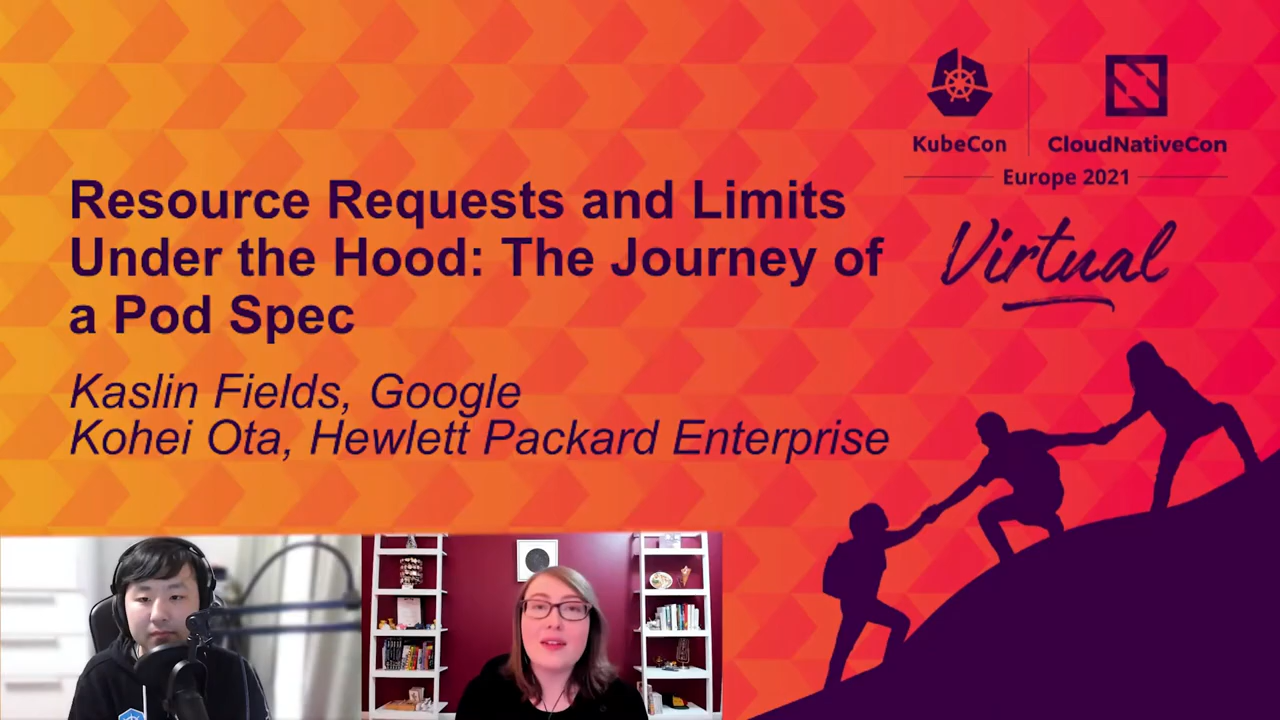 KubeCon
CloudNativeCon
Europe 2021
Virtual
Resource Requests and Limits
Under the Hood: The Journey of
a Pod Spec
Kaslin Fields, Google
Kohei Ota, Hewlett Packard Enterprise